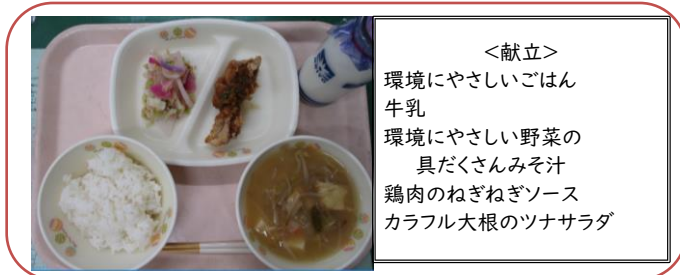 <献立>
環境にやさしいごはん
牛乳
環境にやさしい野菜の
具だくさんみそ汁
鶏肉のねぎねぎソース
カラフル大根のツナサラダ